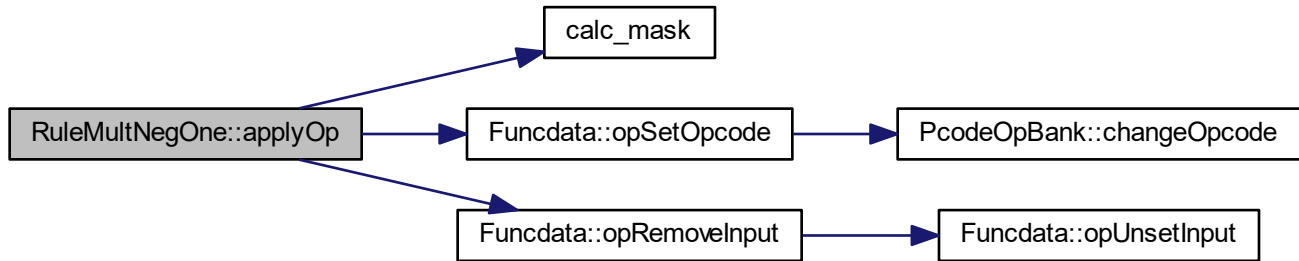 calc_mask
RuleMultNegOne::applyOp
Funcdata::opSetOpcode
PcodeOpBank::changeOpcode
Funcdata::opRemoveInput
Funcdata::opUnsetInput